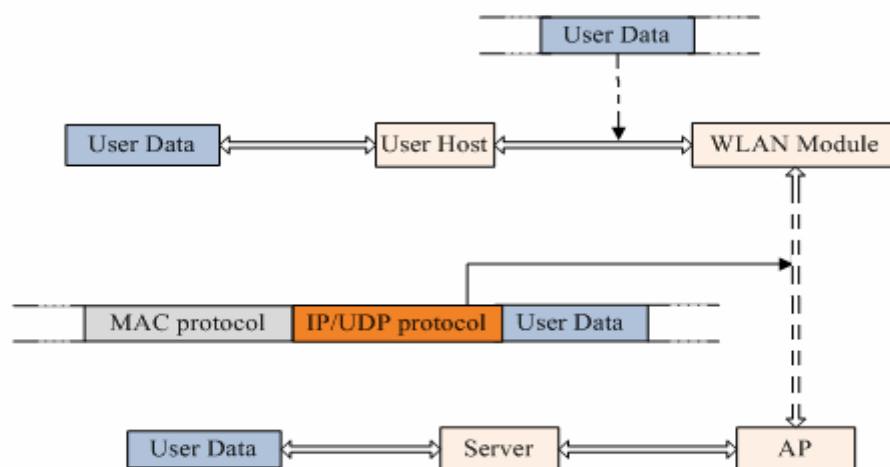 User Data
User Data
User Host
WLAN Module
MAC protocol
IP/UDP protocol
User Data
User Data
Server
AP